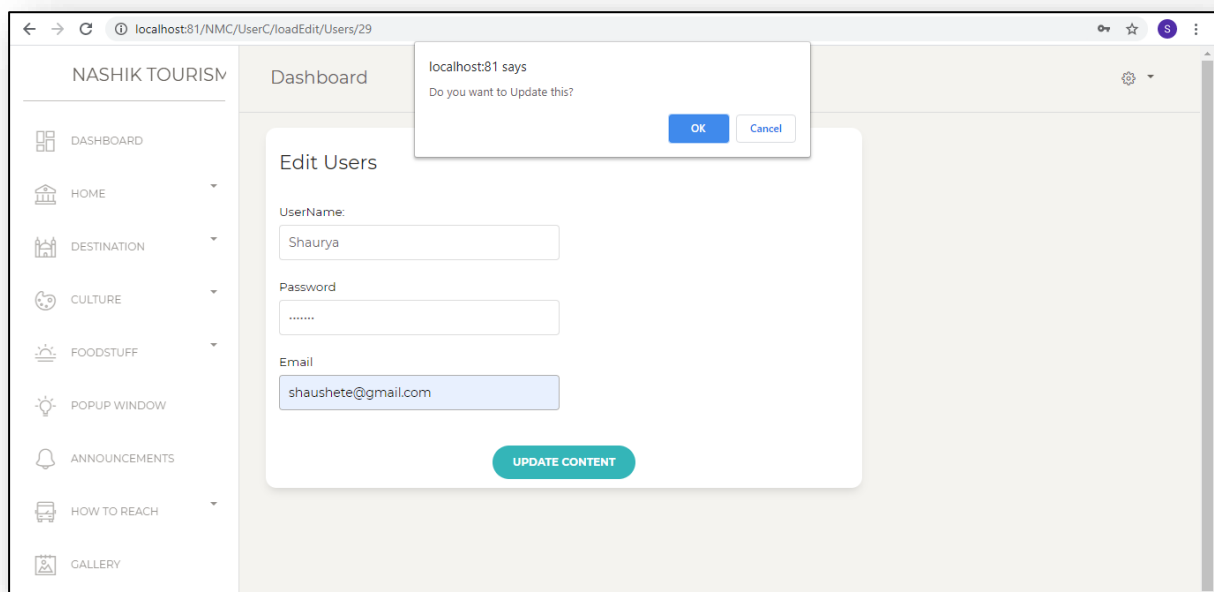 localhost:81/NMC/UserC/loadEdit/Users/29
S
localhost:81 says
Do you want to Update this?
OK
Cancel
NASHIK TOURISM
Dashboard
DASHBOARD
HOME
DESTINATION
CULTURE
FOODSTUFF
POPUP WINDOW
ANNOUNCEMENTS
HOW TO REACH
GALLERY
Edit Users
UserName:
Shaurya
Password
.......
Email
shaushete@gmail.com
UPDATE CONTENT